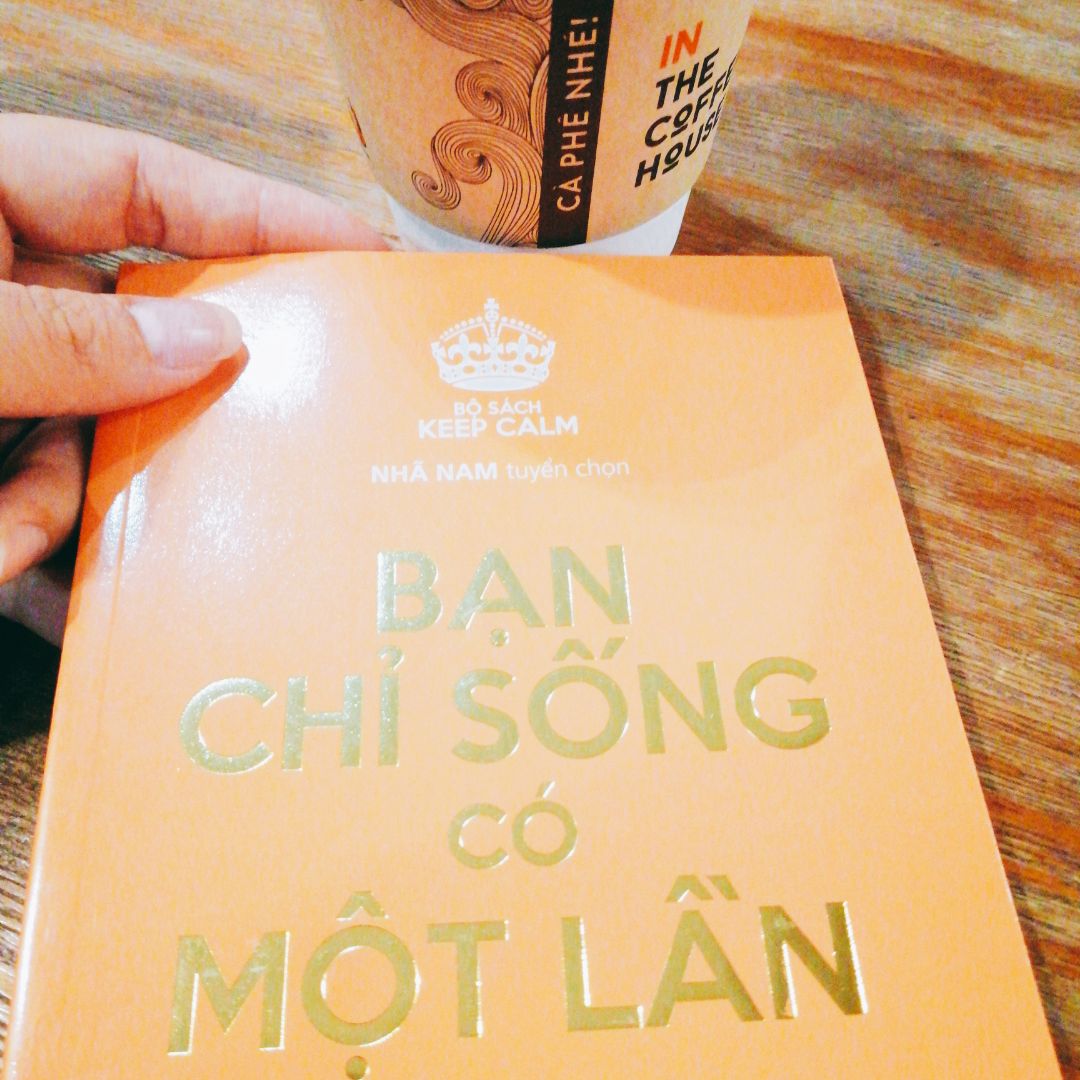 CÀ PHÊ NHÉ!
IN
THE
COFFEE
HOUSE
BỘ SÁCH
KEEP CALM
NHÃ NAM tuyển chọn
BẠN
CHỈ SỐNG
CÓ
MỘT LẦN